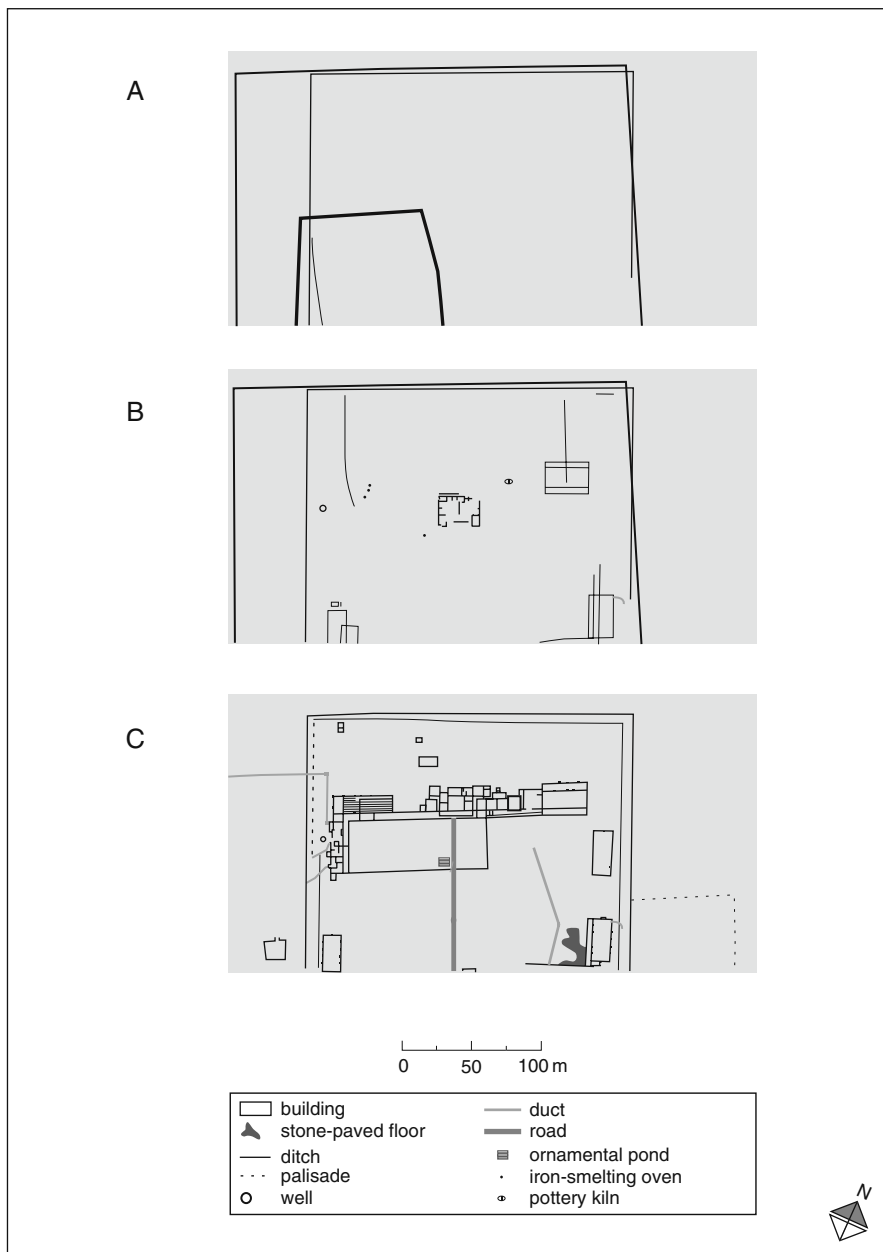 A
B
C
0 50 100 m
building
stone-paved floor
ditch
palisade
well
duct
road
ornamental pond
iron-smelting oven
pottery kiln
N